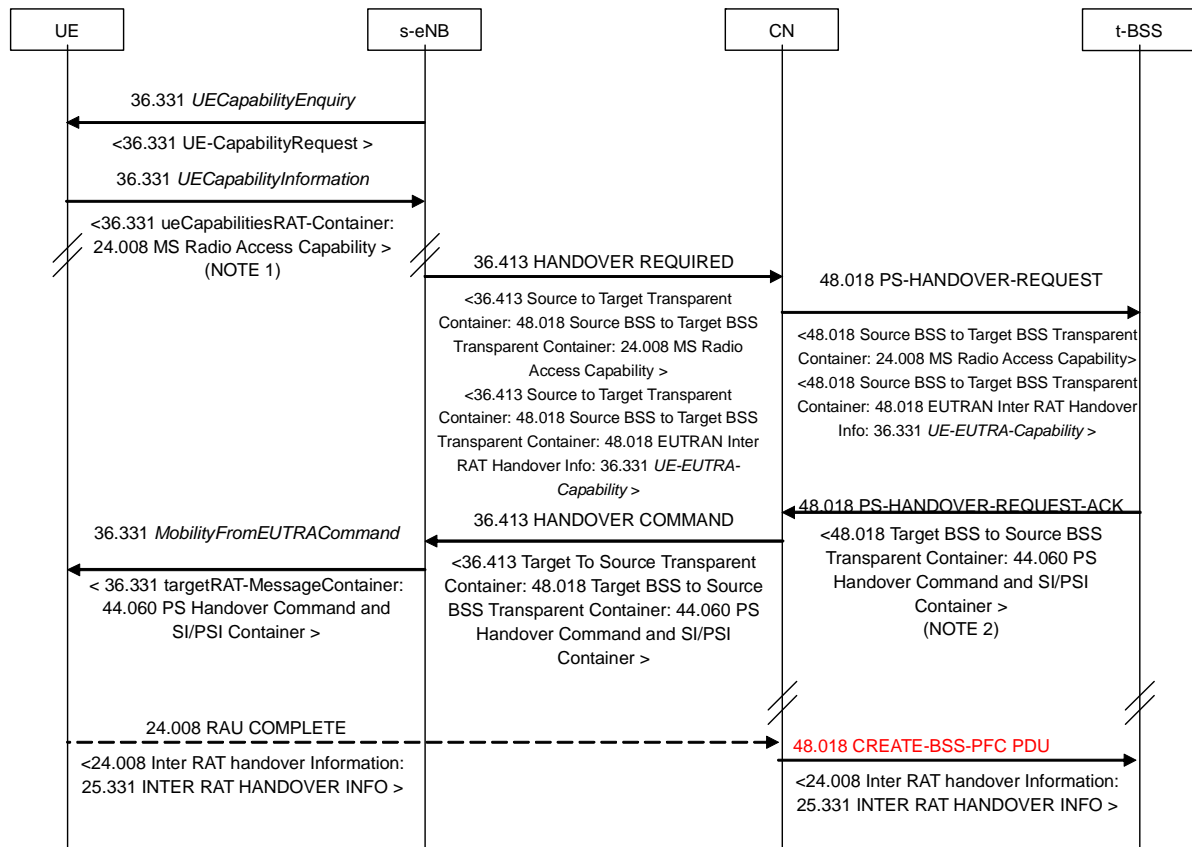 UE
s-eNB
CN
t-BSS
36.331 UECapabilityEnquiry
<36.331 UE-CapabilityRequest >
36.331 UECapabilityInformation
<36.331 ueCapabilitiesRAT-Container:
24.008 MS Radio Access Capability >
(NOTE 1)
36.413 HANDOVER REQUIRED
<36.413 Source to Target Transparent
Container: 48.018 Source BSS to Target BSS
Transparent Container: 24.008 MS Radio
Access Capability >
<36.413 Source to Target Transparent
Container: 48.018 Source BSS to Target BSS
Transparent Container: 48.018 EUTRAN Inter
RAT Handover Info: 36.331 UE-EUTRA-
Capability >
48.018 PS-HANDOVER-REQUEST
<48.018 Source BSS to Target BSS Transparent
Container: 24.008 MS Radio Access Capability>
<48.018 Source BSS to Target BSS Transparent
Container: 48.018 EUTRAN Inter RAT Handover
Info: 36.331 UE-EUTRA-Capability >
48.018 PS-HANDOVER-REQUEST-ACK
<48.018 Target BSS to Source BSS
Transparent Container: 44.060 PS
Handover Command and SI/PSI
Container >
(NOTE 2)
36.413 HANDOVER COMMAND
<36.413 Target To Source Transparent
Container: 48.018 Target BSS to Source
BSS Transparent Container: 44.060 PS
Handover Command and SI/PSI
Container >
36.331 MobilityFromEUTRACommand
< 36.331 targetRAT-MessageContainer:
44.060 PS Handover Command and
SI/PSI Container >
24.008 RAU COMPLETE
<24.008 Inter RAT handover Information:
25.331 INTER RAT HANDOVER INFO >
48.018 CREATE-BSS-PFC PDU
<24.008 Inter RAT handover Information:
25.331 INTER RAT HANDOVER INFO >